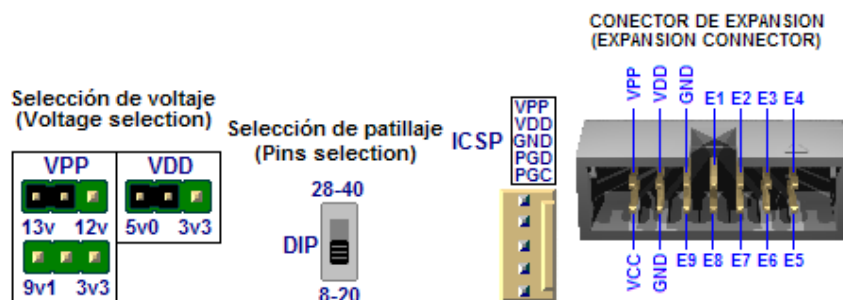 Selección de voltaje
(Voltage selection)
VPP VDD
13v 12v 5v0 3v3
9v1 3v3
Selección de patillaje
(Pins selection)
28-40
DIP
8-20
ICSP
VPP
VDD
GND
PGD
PGC
CONECTOR DE EXPANSION
(EXPANSION CONNECTOR)
VPP VDD GND E1 E2 E3 E4
VCC GND E9 E8 E7 E6 E5